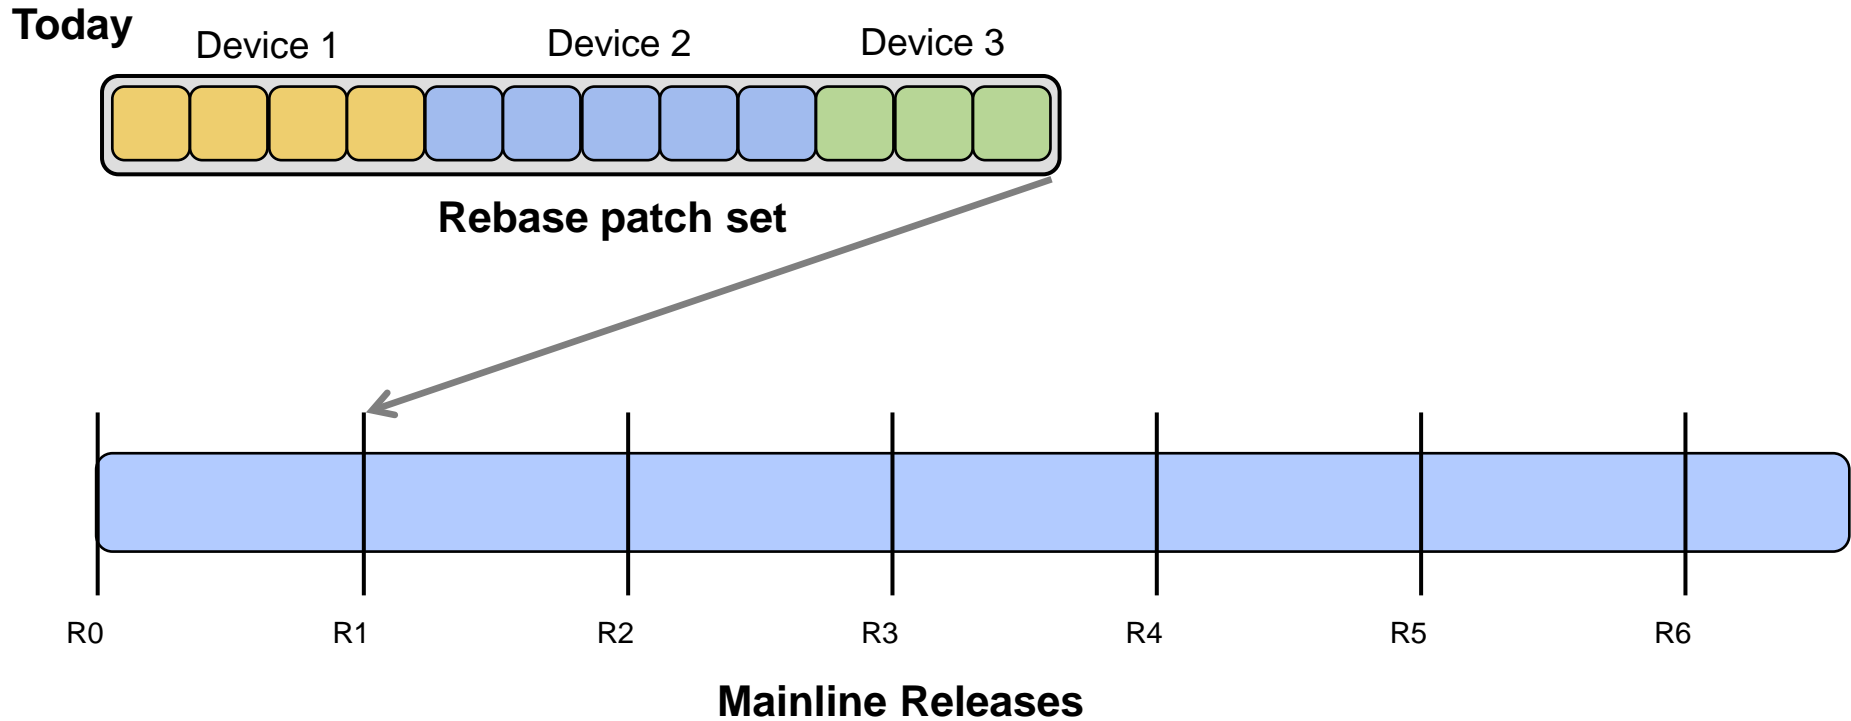 Today
Device 1
Device 2
Device 3
Rebase patch set
R0
R1
R2
R3
R4
R5
R6
Mainline Releases